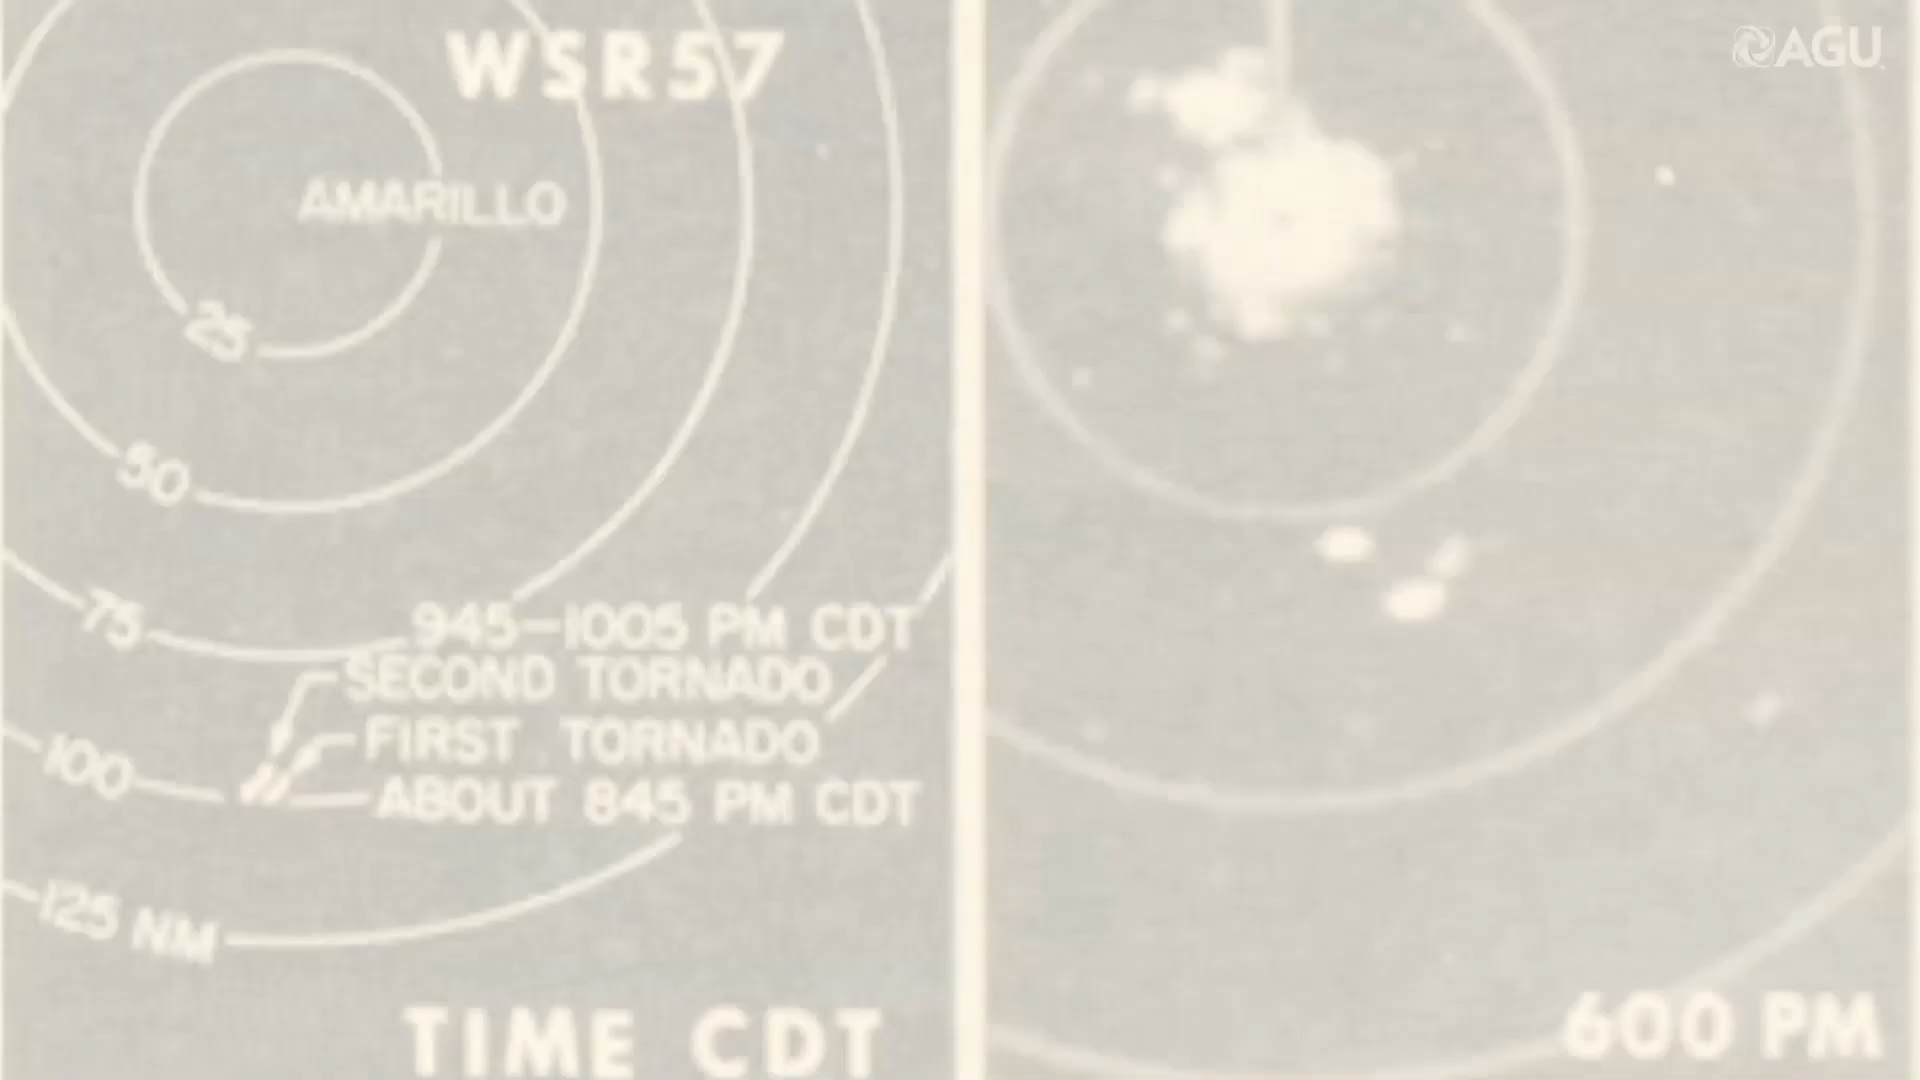 WSR57
AMARILLO
25
50
75
945-1005 PM CDT
SECOND TORNADO
FIRST TORNADO
100
ABOUT 845 PM CDT
125 NM
TIME CDT
AGU
600 PM